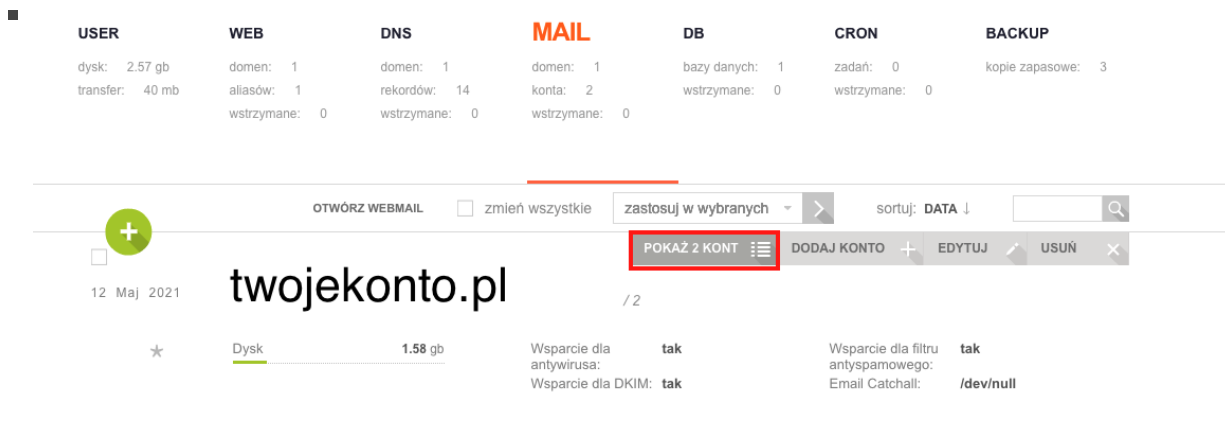 USER WEB DNS MAIL DB CRON BACKUP
dysk: 2.57 gb domen: 1 domen: 1 domen: 1 bazy danych: 1 zadań: 0 kopie zapasowe: 3
transfer: 40 mb aliasów: 1 rekordów: 14 konta: 2 wstrzymane: 0 wstrzymane: 0
wstrzymane: 0 wstrzymane: 0 wstrzymane: 0
OTWÓRZ WEBMAIL zmień wszystkie zastosuj w wybranych sortuj: DATA ↓
POKAŻ 2 KONT DODAJ KONTO EDYTUJ USUŃ
12 Maj 2021 twojekonto.pl / 2
Dysk 1.58 gb Wsparcie dla antywirusa: tak Wsparcie dla filtru antyspamowego: tak
Wsparcie dla DKIM: tak Email Catchall: /dev/null